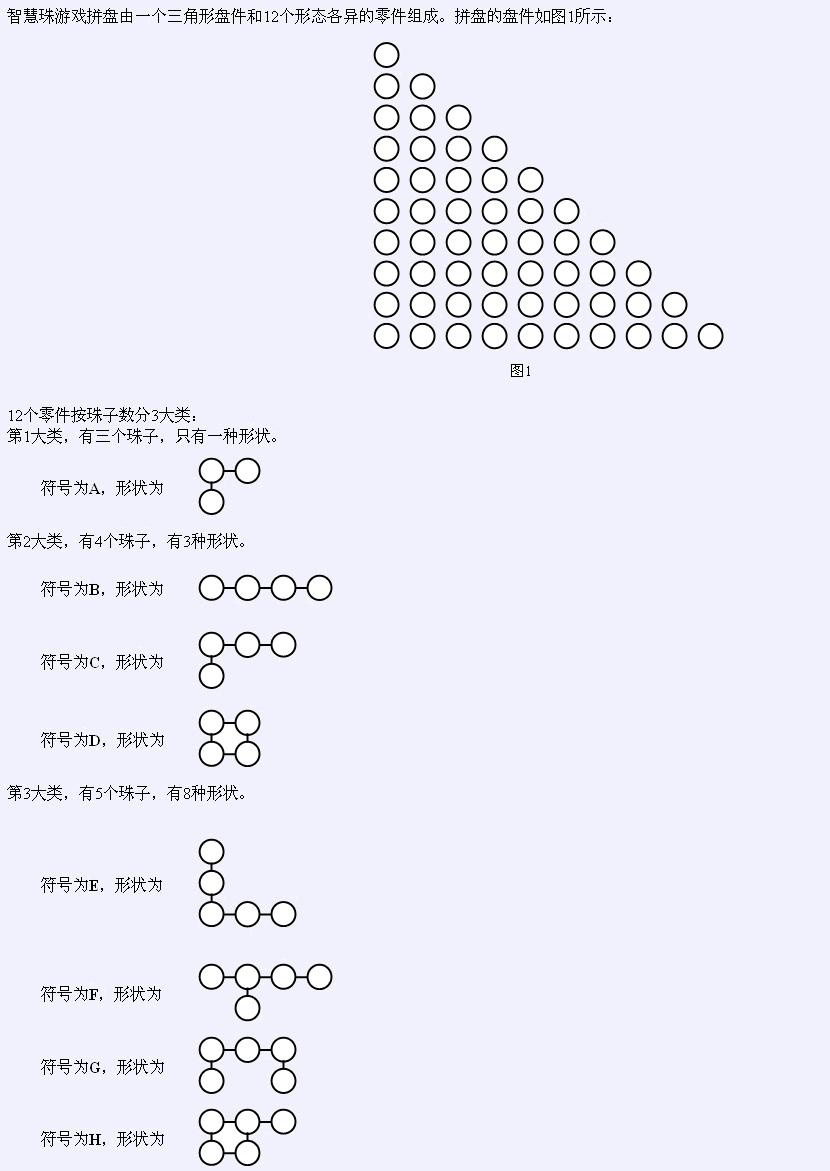 智慧珠游戏拼盘由一个三角形盘件和12个形态各异的零件组成。拼盘的盘件如图1所示：
图1
12个零件按珠子数分3大类：
第1大类，有三个珠子，只有一种形状。
符号为A，形状为
第2大类，有4个珠子，有3种形状。
符号为B，形状为
符号为C，形状为
符号为D，形状为
第3大类，有5个珠子，有8种形状。
符号为E，形状为
符号为F，形状为
符号为G，形状为
符号为H，形状为